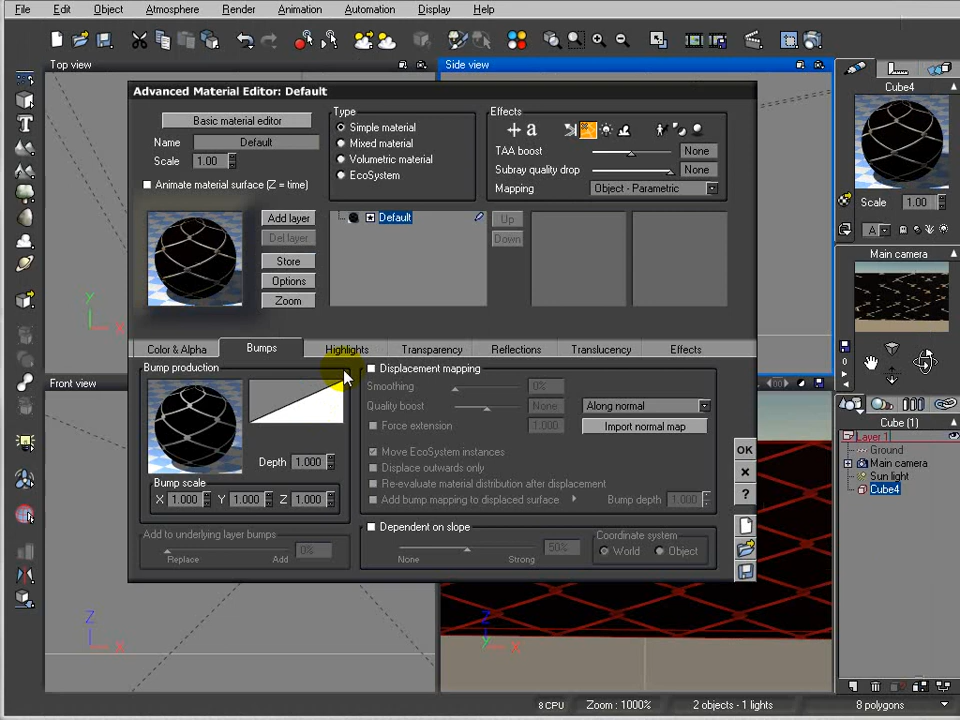 File Edit Object Atmosphere Render Animation Automation Display Help
Top view
Side view
Advanced Material Editor: Default
Basic material editor
Name Default
Scale 1.00
Animate material surface (Z = time)
Type
Simple material
Mixed material
Volumetric material
EcoSystem
Effects
a
TAA boost None
Subray quality drop None
Mapping Object - Parametric
Add layer
Del layer
Store
Options
Zoom
Default
Up
Down
Color & Alpha Bumps Highlights Transparency Reflections Translucency Effects
Bump production
Depth 1.000
Bump scale
X 1.000 Y 1.000 Z 1.000
Add to underlying layer bumps
0%
Replace Add
Displacement mapping
Smoothing 0%
Quality boost None Along normal
Force extension 1.000 Import normal map
Move EcoSystem instances
Displace outwards only
Re-evaluate material distribution after displacement
Add bump mapping to displaced surface Bump depth 1.000
Dependent on slope
50%
None Strong
Coordinate system
World Object
OK
?
Cube4
Scale 1.00
A
Main camera
Cube (1)
Layer 1
Ground
Main camera
Sun light
Cube4
Front view
Y
X
Z
X
Z
Y
X
8 CPU Zoom : 1000% 2 objects - 1 lights 8 polygons